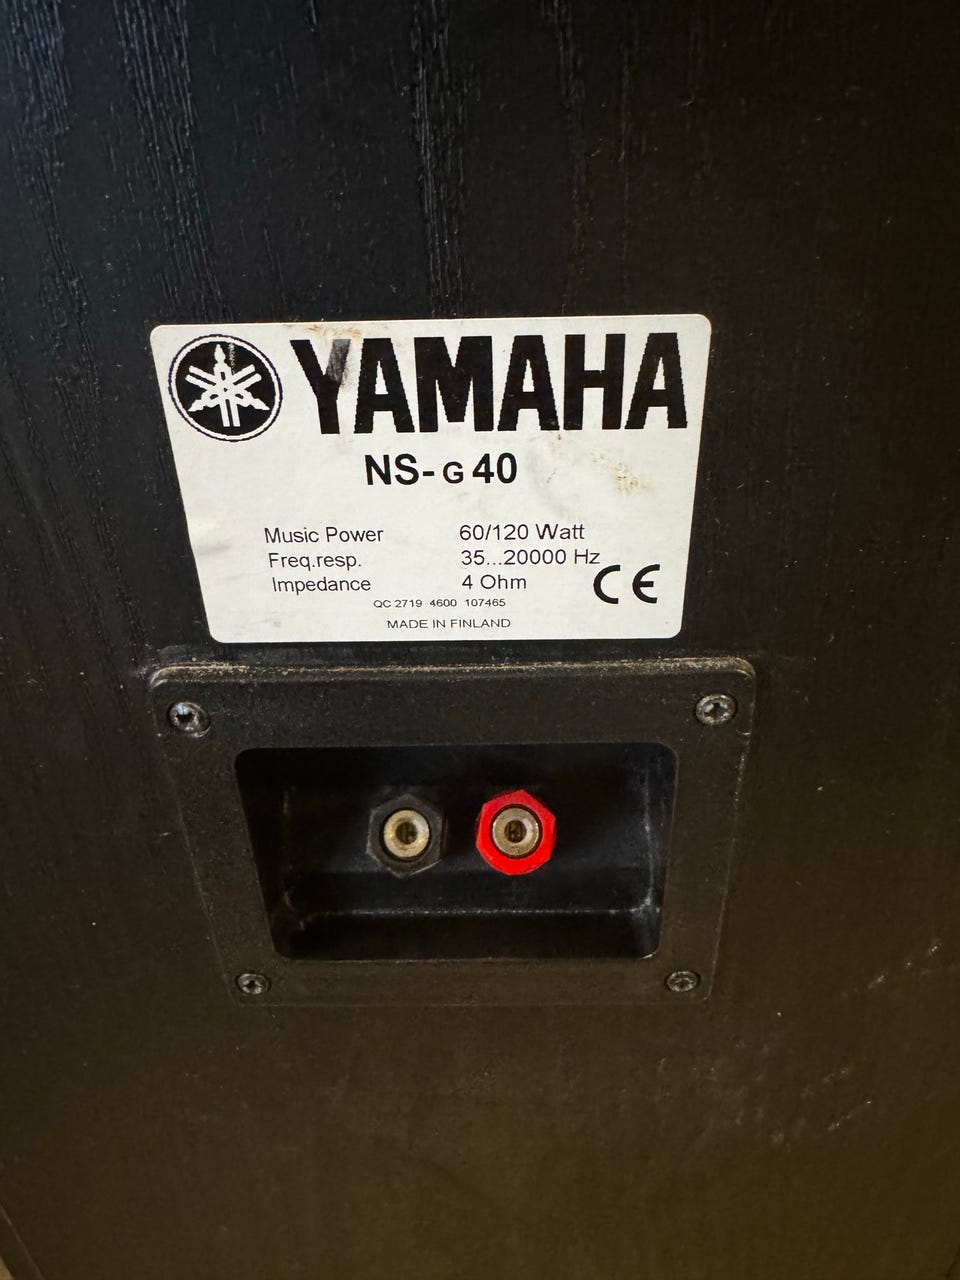 YAMAHA
NS-G 40
Music Power 60/120 Watt
Freq.resp. 35...20000 Hz
Impedance 4 Ohm
CE
QC 2719 4600 107465
MADE IN FINLAND